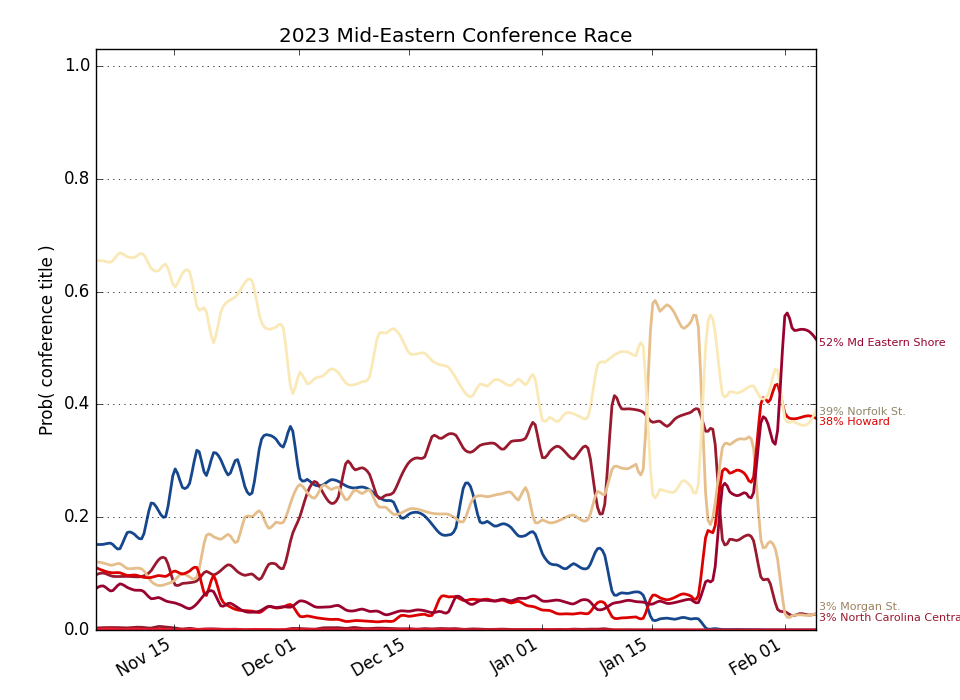 2023 Mid-Eastern Conference Race
Prob( conference title )
1.0
0.8
0.6
0.4
0.2
0.0
52% Md Eastern Shore
39% Norfolk St.
38% Howard
3% Morgan St.
3% North Carolina Centra
Nov 15
Dec 01
Dec 15
Jan 01
Jan 15
Feb 01